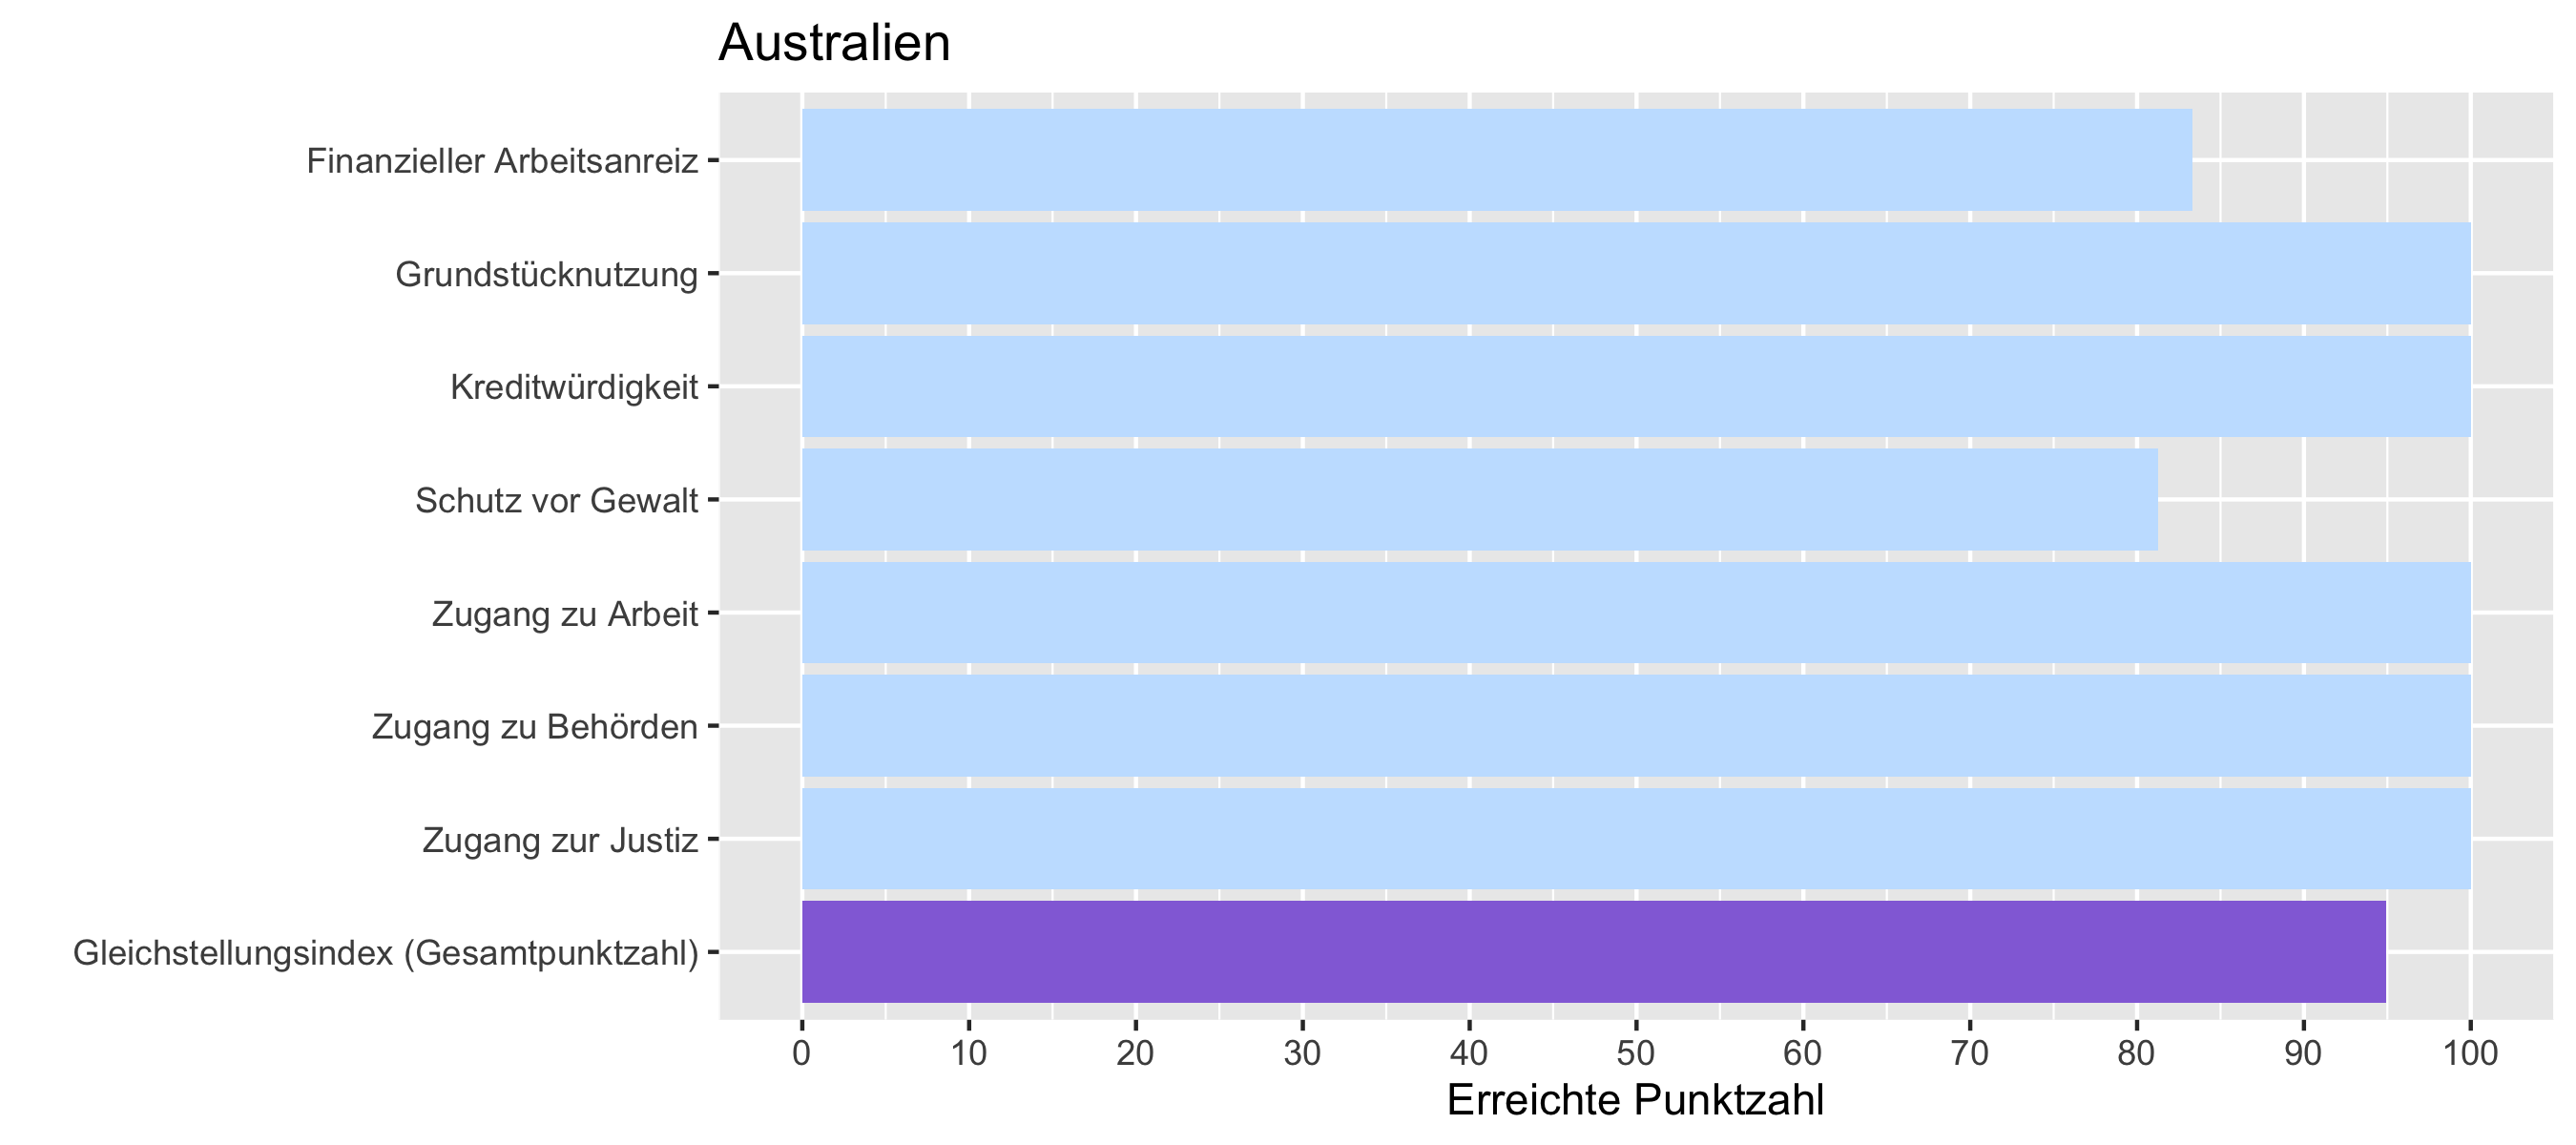 Australien
Finanzieller Arbeitsanreiz
Grundstücknutzung
Kreditwürdigkeit
Schutz vor Gewalt
Zugang zu Arbeit
Zugang zu Behörden
Zugang zur Justiz
Gleichstellungsindex (Gesamtpunktzahl)
0 10 20 30 40 50 60 70 80 90 100
Erreichte Punktzahl